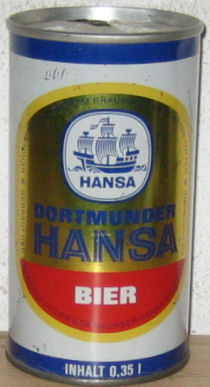 HANSA
DORTMUNDER
HANSA
BIER
INHALT 0,35 l